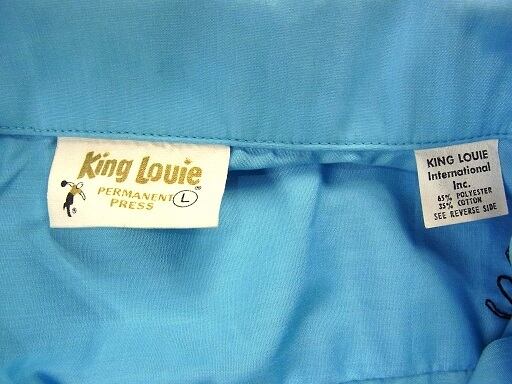 King Louie®
PERMANENT
PRESS
L
®
KING LOUIE
International
Inc.
65% POLYESTER
35% COTTON
SEE REVERSE SIDE